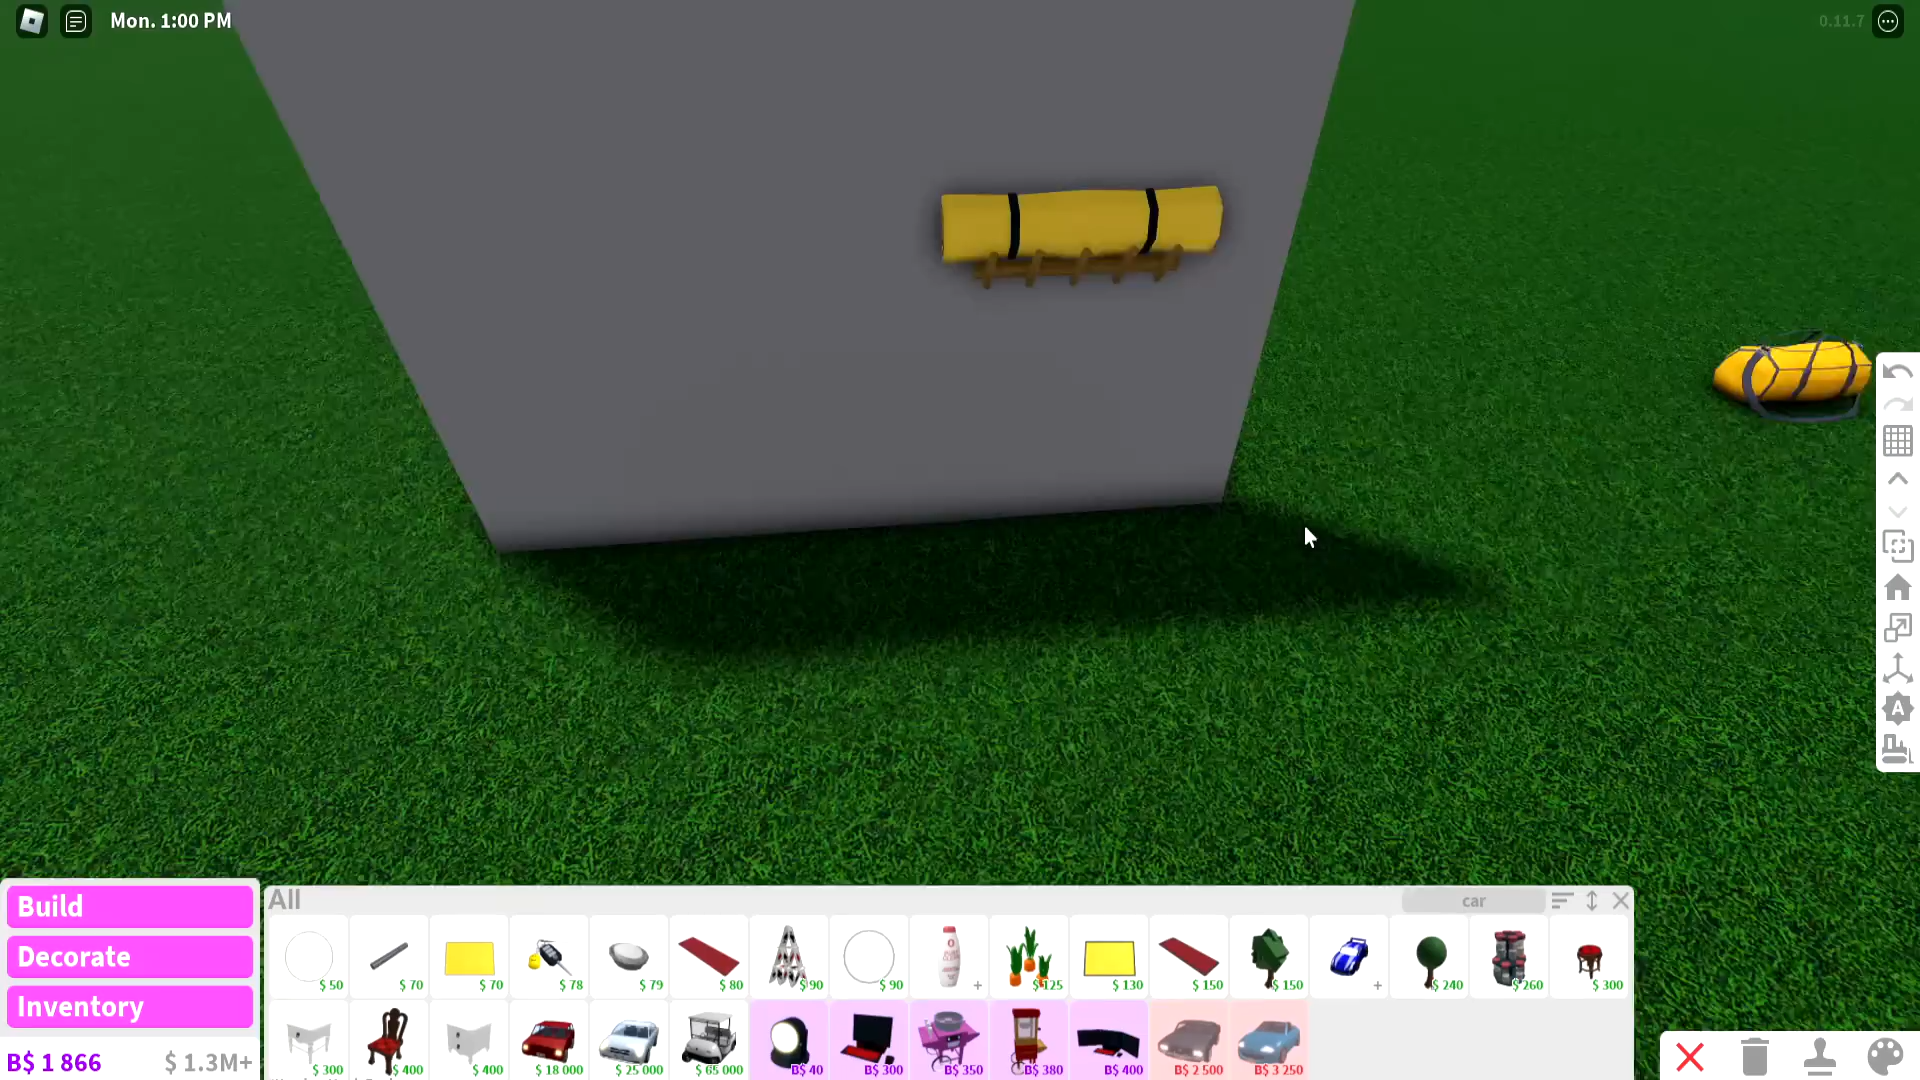 Mon. 1:00 PM
0.11.7
Build
Decorate
Inventory
B$ 1 866
$ 1.3M+
All
car
$ 50
$ 70
$ 70
$ 78
$ 79
$ 80
$ 90
$ 90
+
$ 125
$ 130
$ 150
$ 150
+
$ 240
$ 260
$ 300
$ 300
$ 400
$ 400
$ 18 000
$ 25 000
$ 65 000
B$ 40
B$ 300
B$ 350
B$ 380
B$ 400
B$ 2 500
B$ 3 250
A